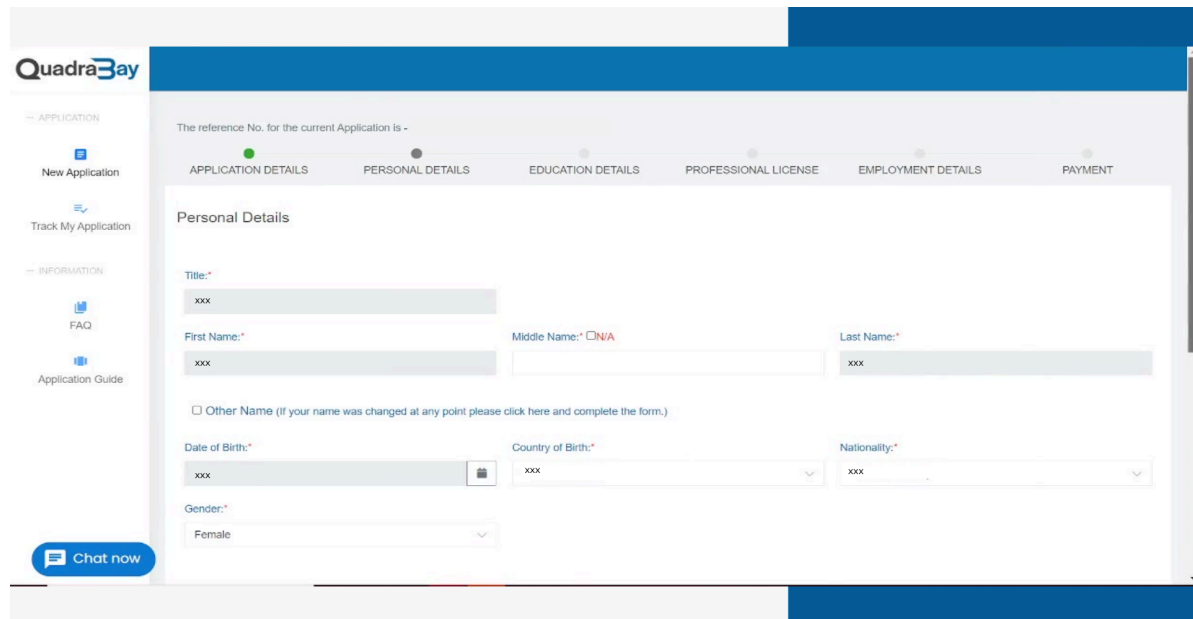 QuadraBay
APPLICATION
New Application
Track My Application
INFORMATION
FAQ
Application Guide
Chat now
The reference No. for the current Application is -
APPLICATION DETAILS PERSONAL DETAILS EDUCATION DETAILS PROFESSIONAL LICENSE EMPLOYMENT DETAILS PAYMENT
Personal Details
Title:*
xxx
First Name:* Middle Name:* N/A Last Name:*
xxx xxx
Other Name (If your name was changed at any point please click here and complete the form.)
Date of Birth:* Country of Birth:* Nationality:*
xxx xxx xxx
Gender:*
Female